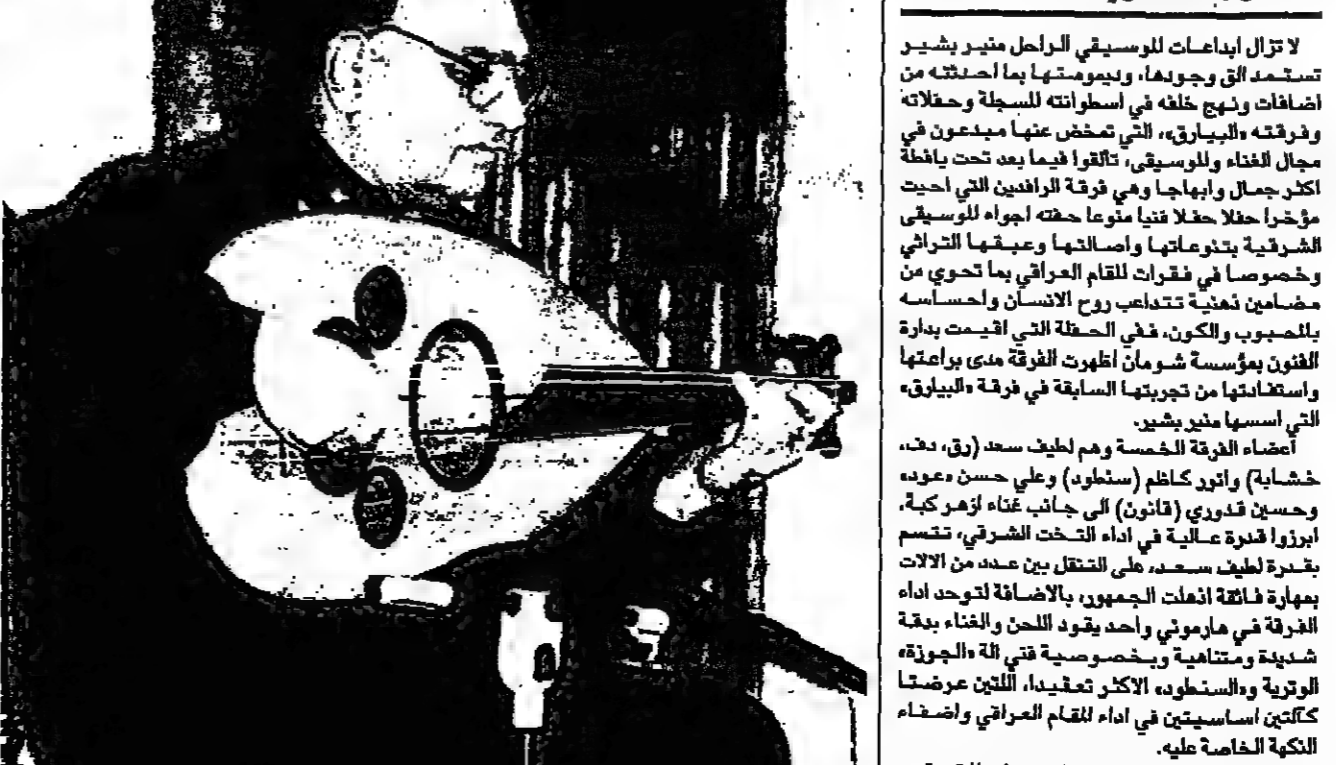 لا تزال ابداعات الموسيقي الراحل منير بشير
تستمد الق وجودها، وديمومتها بما احدثته من
اضافات ونهج خلفه في اسطوانته المسجلة وحفلاته
وفرقته «البيارق»، التي تمخض عنها مبدعون في
مجال الغناء والموسيقى، تألقوا فيما بعد تحت يافطة
اكثر جمال وابهاجا وهي فرقة الرافدين التي احيت
مؤخرا حفلا حفلا فنيا منوعا حفته اجواء الموسيقى
الشرقية بتنوعاتها واصالتها وعبقها التراثي
وخصوصا في فقرات المقام العراقي بما تحوي من
مضامين ذهنية تتداعب روح الانسان واحساسه
بالمحبوب والكون، ففي الحفلة التي اقيمت بدارة
الفنون بمؤسسة شومان اظهرت الفرقة مدى براعتها
واستفادتها من تجربتها السابقة في فرقة «البيارق»
التي اسسها منير بشير.
أعضاء الفرقة الخمسة وهم لطيف سعد (رق، دف،
خشابة) وانور كاظم (سنطود) وعلي حسن «عود»
وحسين قدوري (قانون) الى جانب غناء ازهر كبة،
ابرزوا قدرة عالية في اداء التخت الشرقي، تتسم
بقدرة لطيف سعد، على التنقل بين عدد من الالات
بمهارة فائقة اذهلت الجمهور، بالاضافة لتوحد اداء
الفرقة في هارموني واحد يقود اللحن والغناء بدقة
شديدة ومتناهية وبخصوصية فتي الة «الجوزة»
الوترية و«السنطود» الاكثر تعقيدا، اللتين عرضتا
كآلتين اساسيتين في اداء المقام العراقي واضفاء
النكهة الخاصة عليه.